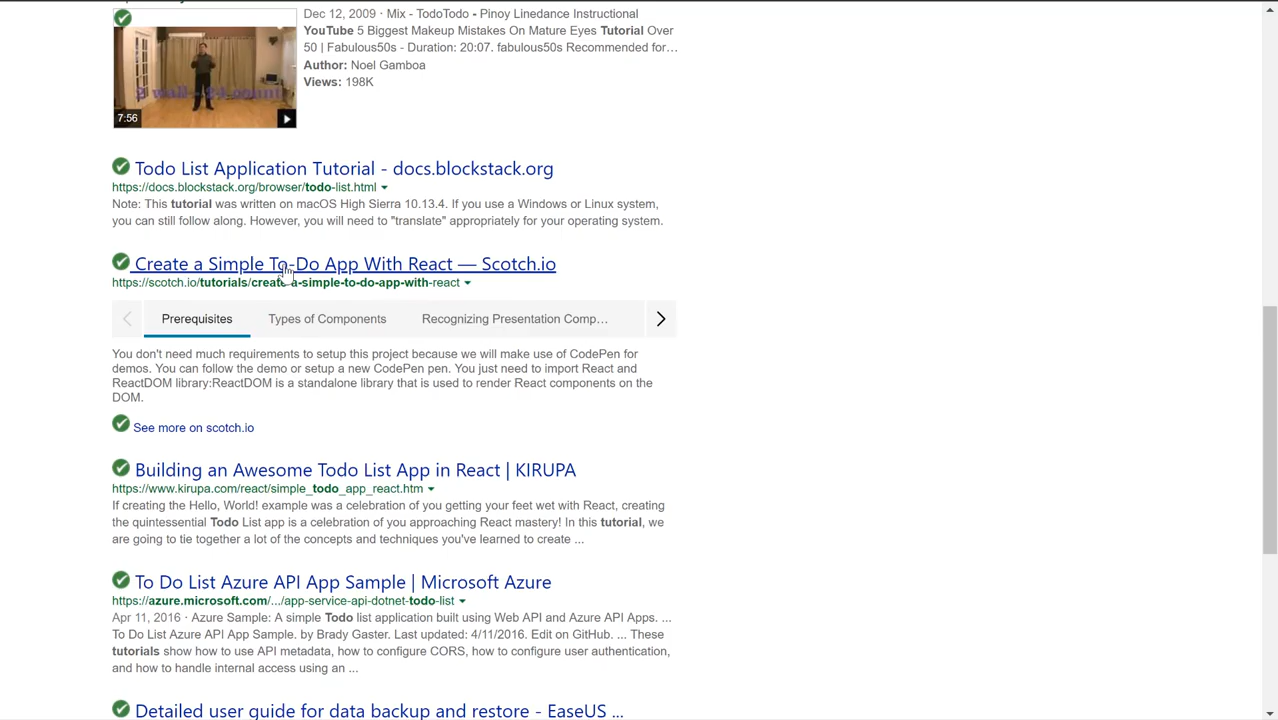 Dec 12, 2009 · Mix - TodoTodo - Pinoy Linedance Instructional
YouTube 5 Biggest Makeup Mistakes On Mature Eyes Tutorial Over
50 | Fabulous50s - Duration: 20:07. fabulous50s Recommended for…
Author: Noel Gamboa
Views: 198K
2 wall - 24 count
7:56
Todo List Application Tutorial - docs.blockstack.org
https://docs.blockstack.org/browser/todo-list.html
Note: This tutorial was written on macOS High Sierra 10.13.4. If you use a Windows or Linux system,
you can still follow along. However, you will need to "translate" appropriately for your operating system.
Create a Simple To-Do App With React — Scotch.io
https://scotch.io/tutorials/create-a-simple-to-do-app-with-react
Prerequisites Types of Components Recognizing Presentation Comp…
You don't need much requirements to setup this project because we will make use of CodePen for
demos. You can follow the demo or setup a new CodePen pen. You just need to import React and
ReactDOM library:ReactDOM is a standalone library that is used to render React components on the
DOM.
See more on scotch.io
Building an Awesome Todo List App in React | KIRUPA
https://www.kirupa.com/react/simple_todo_app_react.htm
If creating the Hello, World! example was a celebration of you getting your feet wet with React, creating
the quintessential Todo List app is a celebration of you approaching React mastery! In this tutorial, we
are going to tie together a lot of the concepts and techniques you've learned to create ...
To Do List Azure API App Sample | Microsoft Azure
https://azure.microsoft.com/.../app-service-api-dotnet-todo-list
Apr 11, 2016 · Azure Sample: A simple Todo list application built using Web API and Azure API Apps. ...
To Do List Azure API App Sample. by Brady Gaster. Last updated: 4/11/2016. Edit on GitHub. ... These
tutorials show how to use API metadata, how to configure CORS, how to configure user authentication,
and how to handle internal access using an ...
Detailed user guide for data backup and restore - EaseUS ...